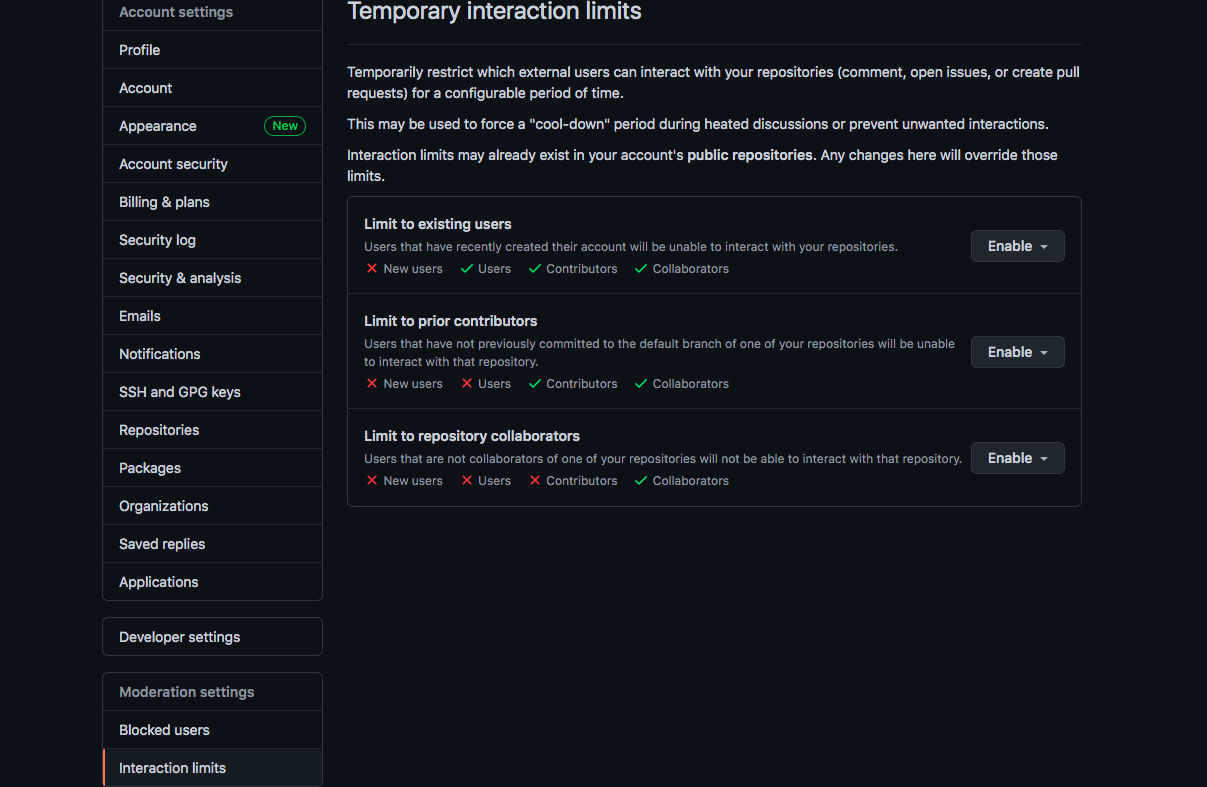 Account settings
Profile
Account
Appearance New
Account security
Billing & plans
Security log
Security & analysis
Emails
Notifications
SSH and GPG keys
Repositories
Packages
Organizations
Saved replies
Applications
Developer settings
Moderation settings
Blocked users
Interaction limits
Temporary interaction limits
Temporarily restrict which external users can interact with your repositories (comment, open issues, or create pull
requests) for a configurable period of time.
This may be used to force a "cool-down" period during heated discussions or prevent unwanted interactions.
Interaction limits may already exist in your account's public repositories. Any changes here will override those
limits.
Limit to existing users
Users that have recently created their account will be unable to interact with your repositories.
New users Users Contributors Collaborators
Enable
Limit to prior contributors
Users that have not previously committed to the default branch of one of your repositories will be unable
to interact with that repository.
New users Users Contributors Collaborators
Enable
Limit to repository collaborators
Users that are not collaborators of one of your repositories will not be able to interact with that repository.
New users Users Contributors Collaborators
Enable